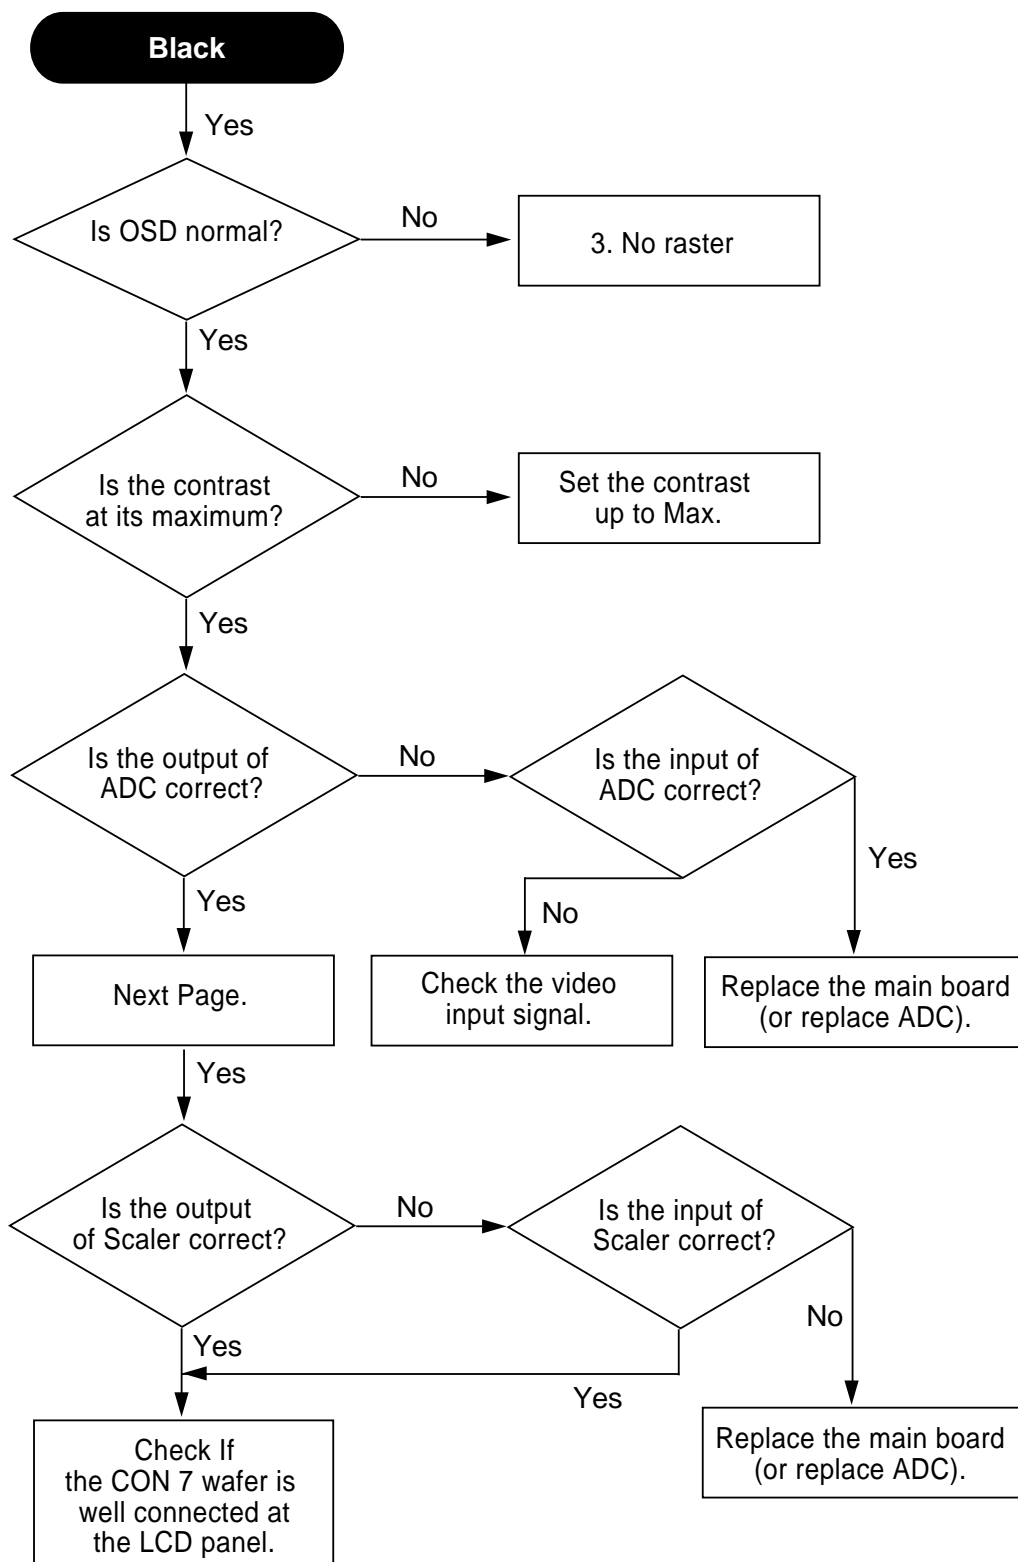 Black
Yes
Is OSD normal?
No
3. No raster
Yes
Is the contrast
at its maximum?
No
Set the contrast
up to Max.
Yes
Is the output of
ADC correct?
No
Is the input of
ADC correct?
Yes
Yes
No
Next Page.
Check the video
input signal.
Replace the main board
(or replace ADC).
Yes
Is the output
of Scaler correct?
No
Is the input of
Scaler correct?
No
Yes
Yes
Check If
the CON 7 wafer is
well connected at
the LCD panel.
Replace the main board
(or replace ADC).